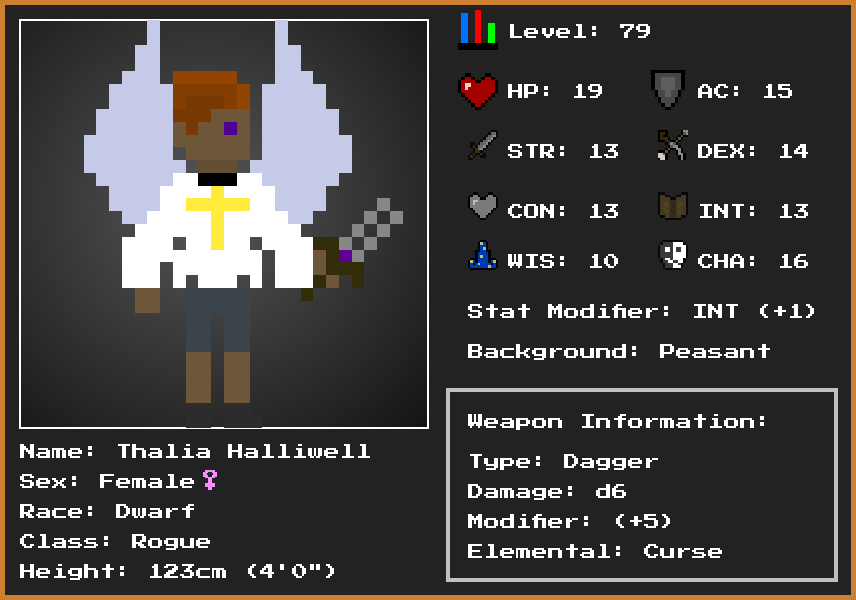 Level: 79
HP: 19
AC: 15
STR: 13
DEX: 14
CON: 13
INT: 13
WIS: 10
CHA: 16
Stat Modifier: INT (+1)
Background: Peasant
Weapon Information:
Type: Dagger
Damage: d6
Modifier: (+5)
Elemental: Curse
Name: Thalia Halliwell
Sex: Female♀
Race: Dwarf
Class: Rogue
Height: 123cm (4'0")